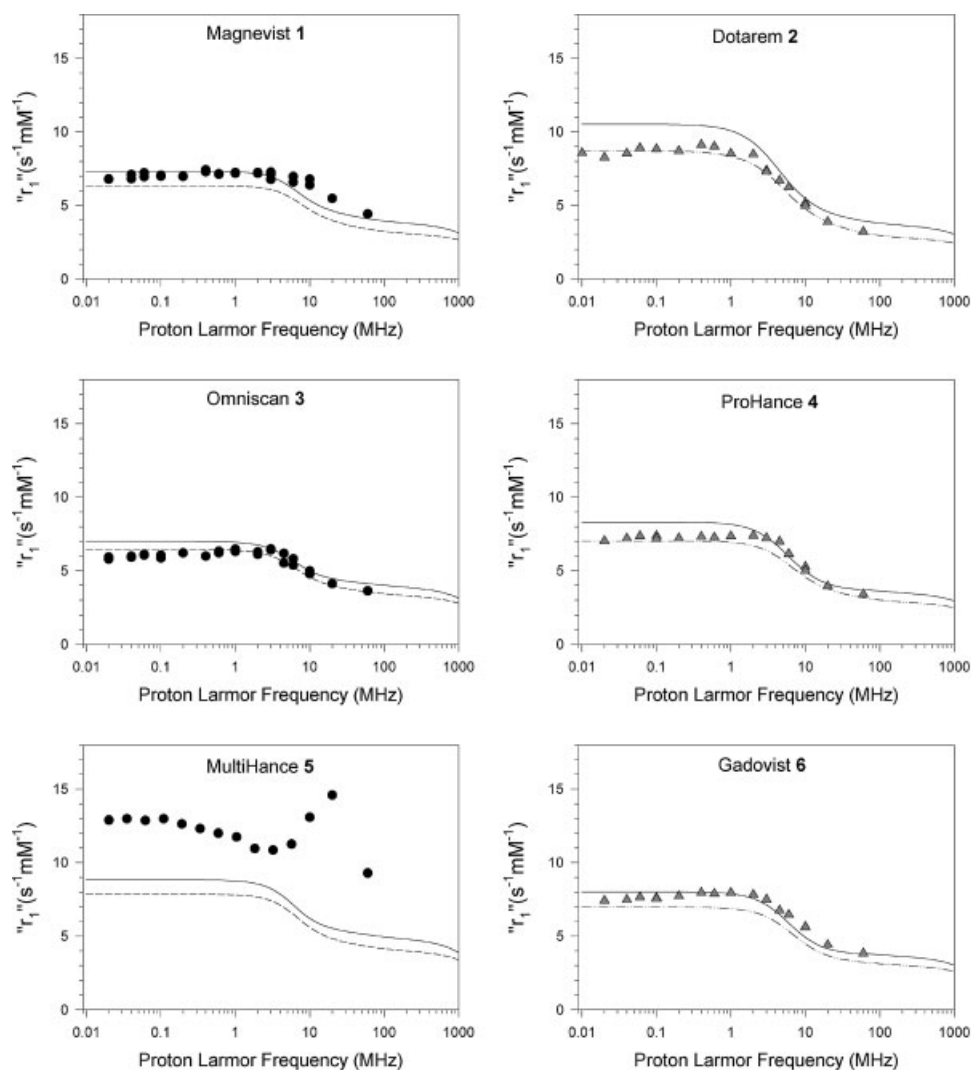 Magnevist 1
"r₁"(s⁻¹mM⁻¹)
15
10
5
0
0.01 0.1 1 10 100 1000
Proton Larmor Frequency (MHz)
Dotarem 2
"r₁"(s⁻¹mM⁻¹)
15
10
5
0
0.01 0.1 1 10 100 1000
Proton Larmor Frequency (MHz)
Omniscan 3
"r₁"(s⁻¹mM⁻¹)
15
10
5
0
0.01 0.1 1 10 100 1000
Proton Larmor Frequency (MHz)
ProHance 4
"r₁"(s⁻¹mM⁻¹)
15
10
5
0
0.01 0.1 1 10 100 1000
Proton Larmor Frequency (MHz)
MultiHance 5
"r₁"(s⁻¹mM⁻¹)
15
10
5
0
0.01 0.1 1 10 100 1000
Proton Larmor Frequency (MHz)
Gadovist 6
"r₁"(s⁻¹mM⁻¹)
15
10
5
0
0.01 0.1 1 10 100 1000
Proton Larmor Frequency (MHz)